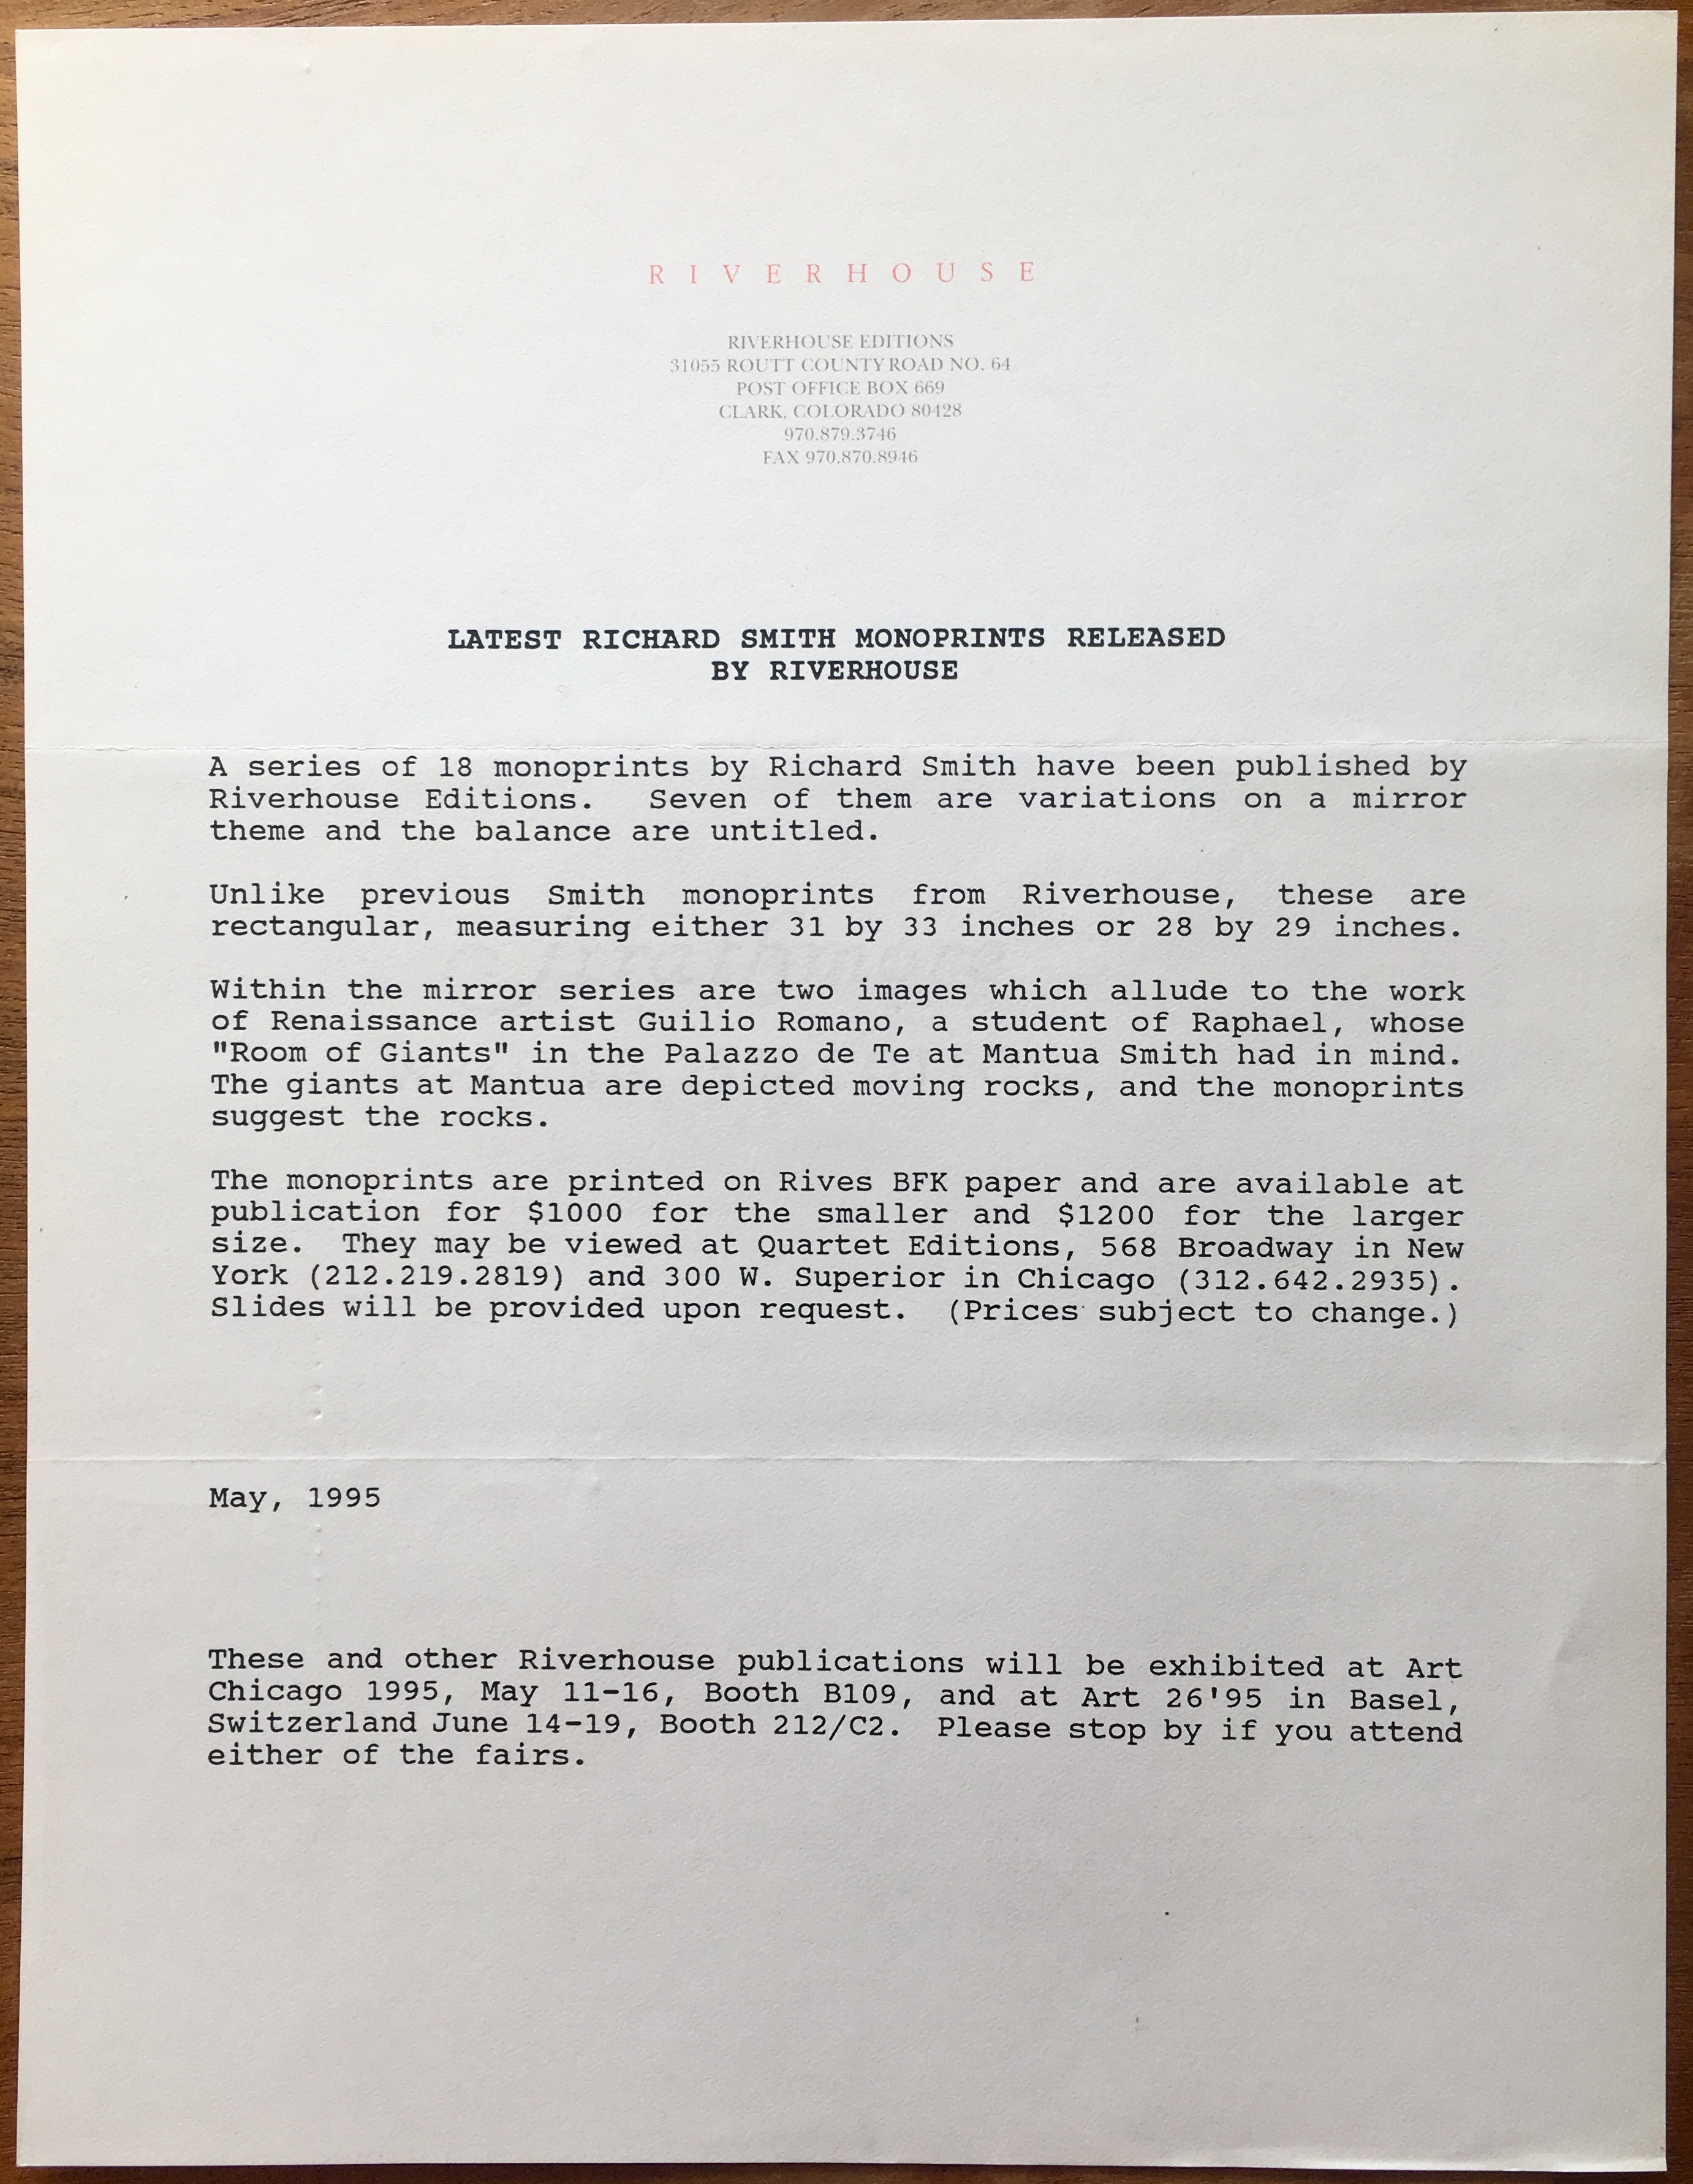 R I V E R H O U S E
RIVERHOUSE EDITIONS
31055 ROUTT COUNTY ROAD NO. 64
POST OFFICE BOX 669
CLARK, COLORADO 80428
970.879.3746
FAX 970.870.8946
LATEST RICHARD SMITH MONOPRINTS RELEASED
BY RIVERHOUSE
A series of 18 monoprints by Richard Smith have been published by
Riverhouse Editions. Seven of them are variations on a mirror
theme and the balance are untitled.
Unlike previous Smith monoprints from Riverhouse, these are
rectangular, measuring either 31 by 33 inches or 28 by 29 inches.
Within the mirror series are two images which allude to the work
of Renaissance artist Guilio Romano, a student of Raphael, whose
"Room of Giants" in the Palazzo de Te at Mantua Smith had in mind.
The giants at Mantua are depicted moving rocks, and the monoprints
suggest the rocks.
The monoprints are printed on Rives BFK paper and are available at
publication for $1000 for the smaller and $1200 for the larger
size. They may be viewed at Quartet Editions, 568 Broadway in New
York (212.219.2819) and 300 W. Superior in Chicago (312.642.2935).
Slides will be provided upon request. (Prices subject to change.)
May, 1995
These and other Riverhouse publications will be exhibited at Art
Chicago 1995, May 11-16, Booth B109, and at Art 26'95 in Basel,
Switzerland June 14-19, Booth 212/C2. Please stop by if you attend
either of the fairs.